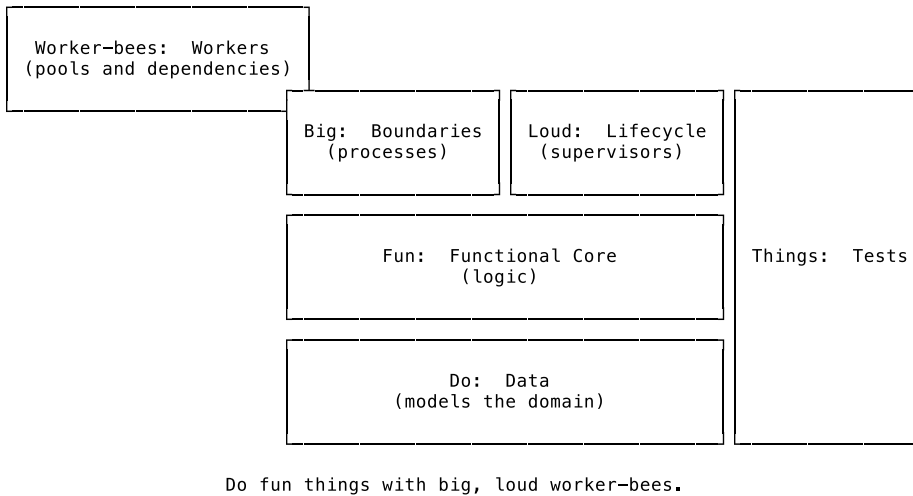 Worker-bees:  Workers
(pools and dependencies)
Big:  Boundaries
(processes)
Loud:  Lifecycle
(supervisors)
Fun:  Functional Core
(logic)
Things:  Tests
Do:  Data
(models the domain)
Do fun things with big, loud worker-bees.